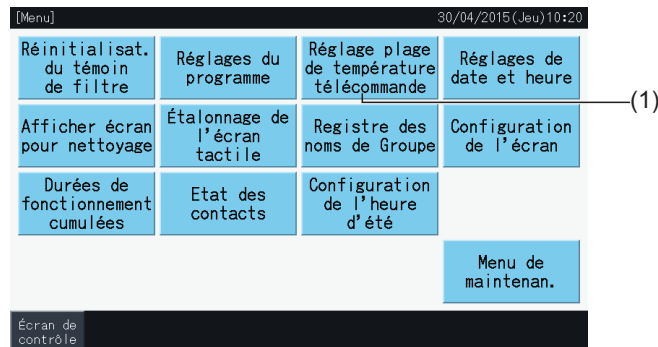 [Menu]
30/04/2015(Jeu)10:20
Réinitialisat.
du témoin
de filtre
Réglages du
programme
Réglage plage
de température
télécommande
Réglages de
date et heure
(1)
Afficher écran
pour nettoyage
Étalonnage de
l'écran
tactile
Registre des
noms de Groupe
Configuration
de l'écran
Durées de
fonctionnement
cumulées
Etat des
contacts
Configuration
de l'heure
d'été
Menu de
maintenan.
Écran de
contrôle